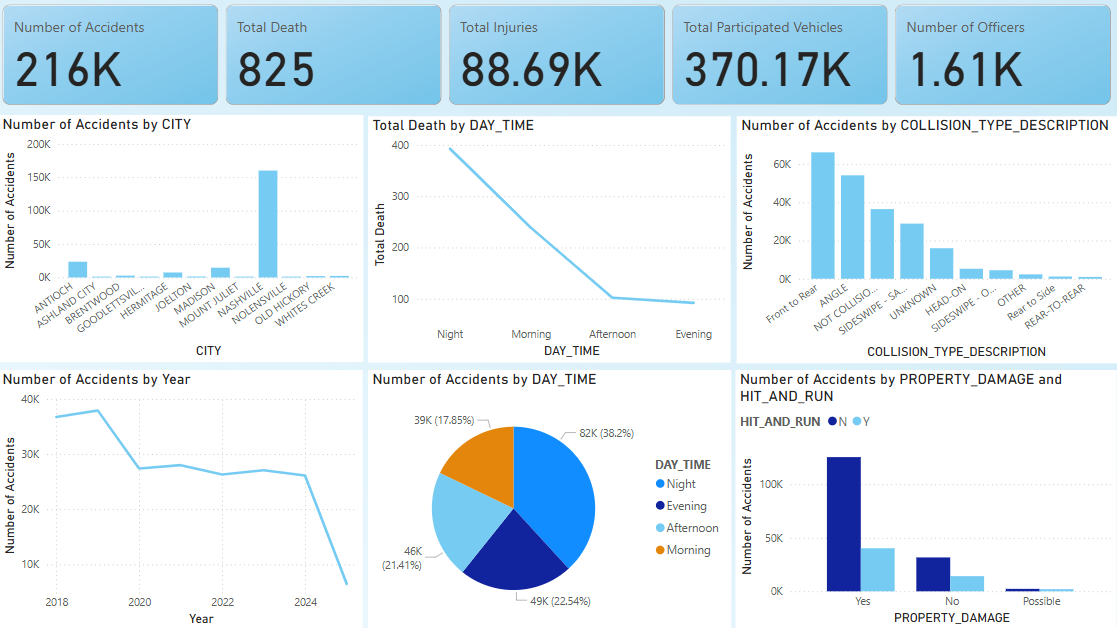 Number of Accidents
216K
Total Death
825
Total Injuries
88.69K
Total Participated Vehicles
370.17K
Number of Officers
1.61K
Number of Accidents by CITY
Number of Accidents
200K
150K
100K
50K
0K
ANTIOCH
ASHLAND CITY
BRENTWOOD
GOODLETTSVIL...
HERMITAGE
JOELTON
MADISON
MOUNT JULIET
NASHVILLE
NOLENSVILLE
OLD HICKORY
WHITES CREEK
CITY
Total Death by DAY_TIME
Total Death
400
300
200
100
Night
Morning
Afternoon
Evening
DAY_TIME
Number of Accidents by COLLISION_TYPE_DESCRIPTION
Number of Accidents
60K
40K
20K
0K
Front to Rear
ANGLE
NOT COLLISIO...
SIDESWIPE - SA...
UNKNOWN
HEAD-ON
SIDESWIPE - O...
OTHER
Rear to Side
REAR-TO-REAR
COLLISION_TYPE_DESCRIPTION
Number of Accidents by Year
Number of Accidents
40K
30K
20K
10K
2018
2020
2022
2024
Year
Number of Accidents by DAY_TIME
39K (17.85%)
82K (38.2%)
46K
(21.41%)
49K (22.54%)
DAY_TIME
Night
Evening
Afternoon
Morning
Number of Accidents by PROPERTY_DAMAGE and
HIT_AND_RUN
HIT_AND_RUN N Y
Number of Accidents
100K
50K
0K
Yes
No
Possible
PROPERTY_DAMAGE